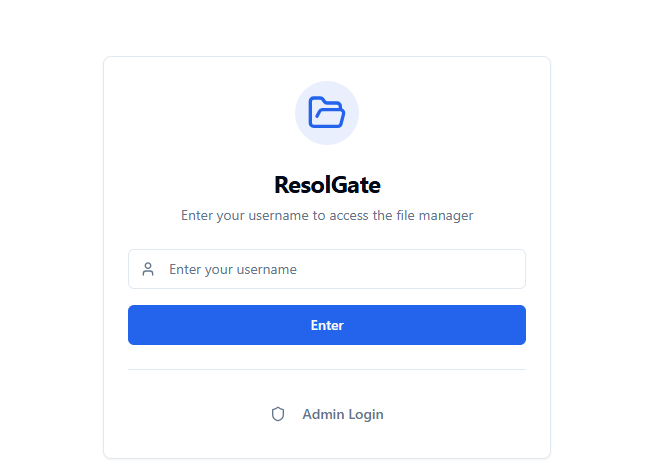 ResolGate
Enter your username to access the file manager
Enter your username
Enter
Admin Login